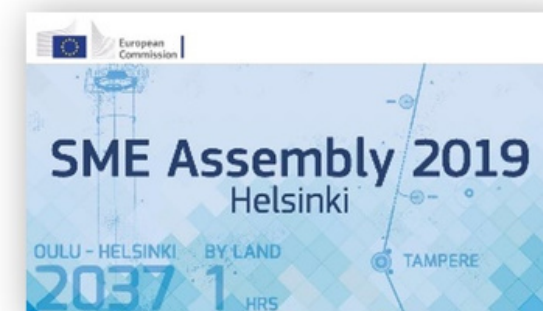 European
Commission
SME Assembly 2019
Helsinki
OULU - HELSINKI BY LAND
2037 1 HRS
TAMPERE